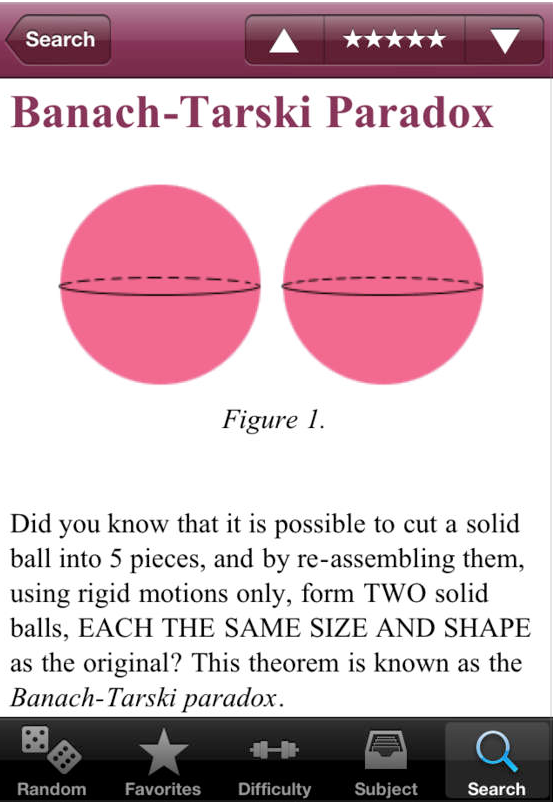 Search
Banach-Tarski Paradox
Figure 1.
Did you know that it is possible to cut a solid
ball into 5 pieces, and by re-assembling them,
using rigid motions only, form TWO solid
balls, EACH THE SAME SIZE AND SHAPE
as the original? This theorem is known as the
Banach-Tarski paradox.
Random Favorites Difficulty Subject Search